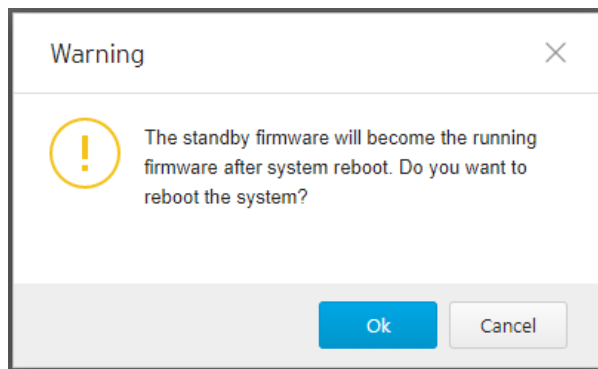 Warning
The standby firmware will become the running
firmware after system reboot. Do you want to
reboot the system?
Ok
Cancel